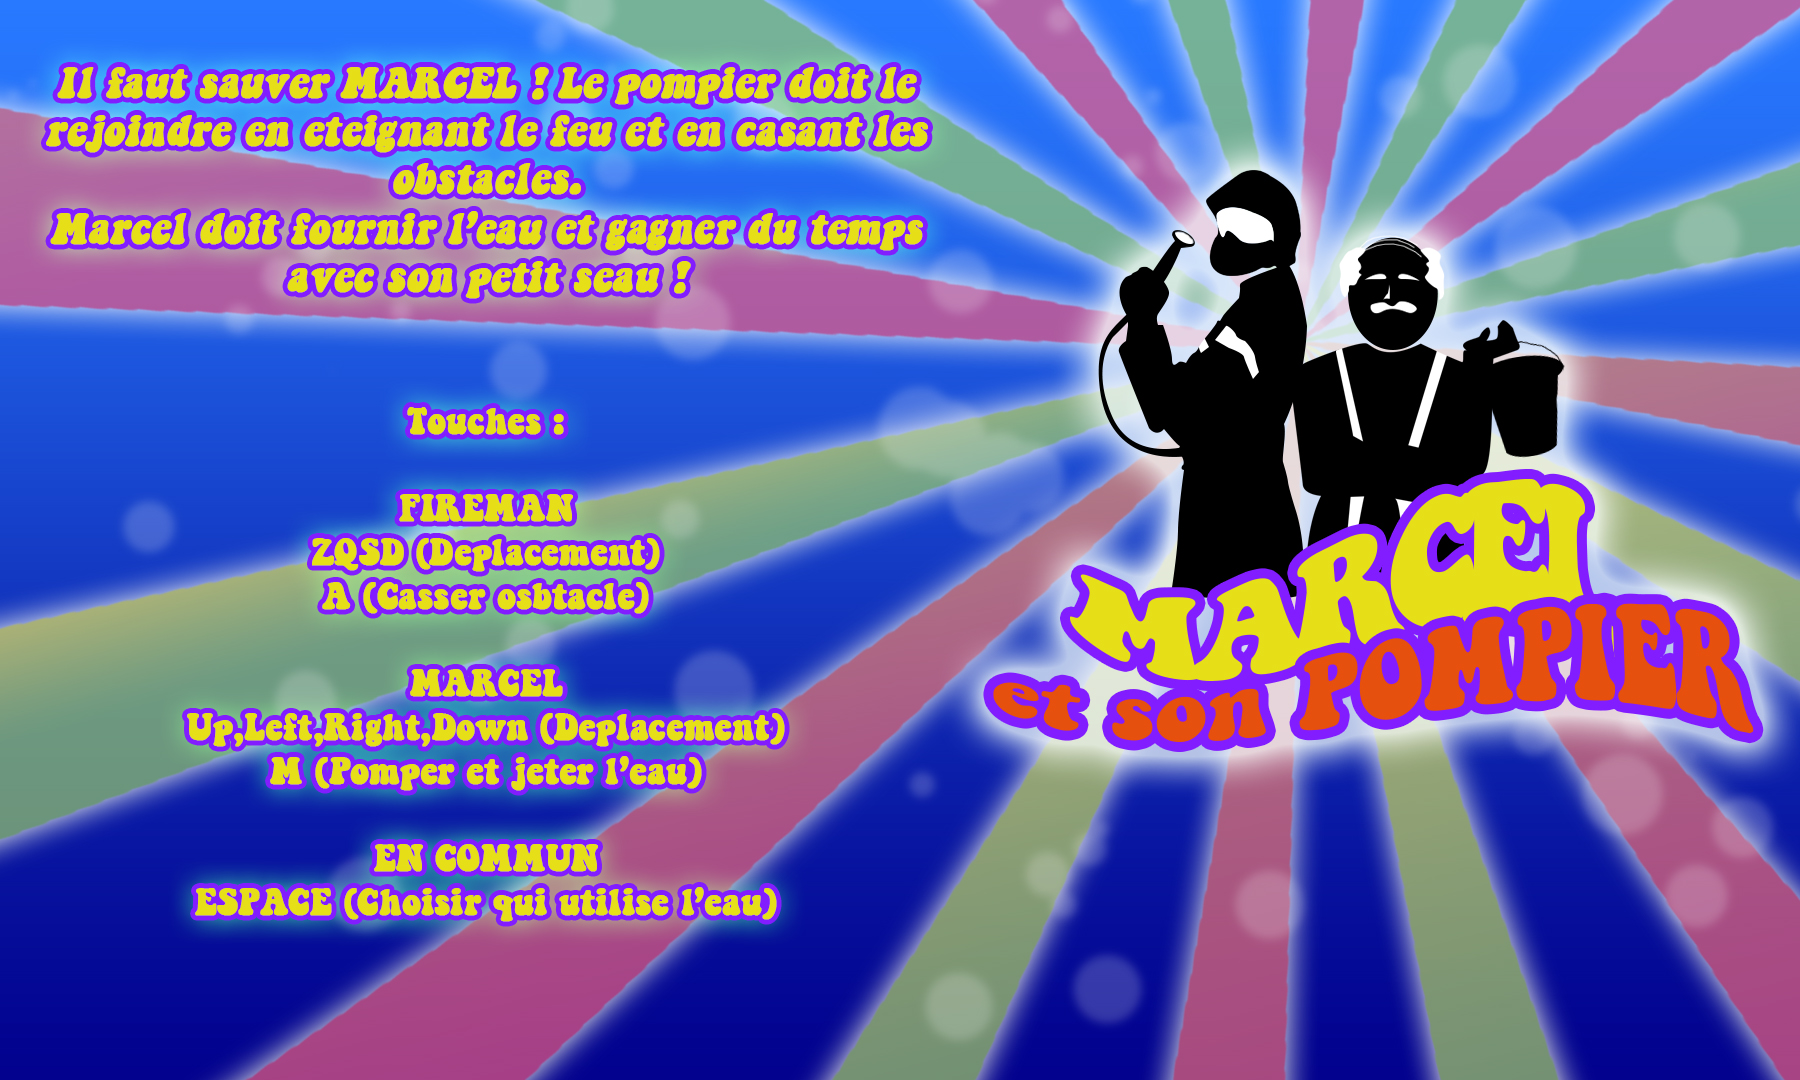 Il faut sauver MARCEL ! Le pompier doit le
rejoindre en eteignant le feu et en casant les
obstacles.
Marcel doit fournir l'eau et gagner du temps
avec son petit seau !
Touches :
FIREMAN
ZQSD (Deplacement)
A (Casser osbtacle)
MARCEL
Up,Left,Right,Down (Deplacement)
M (Pomper et jeter l'eau)
EN COMMUN
ESPACE (Choisir qui utilise l'eau)
MARCEL
et son POMPIER